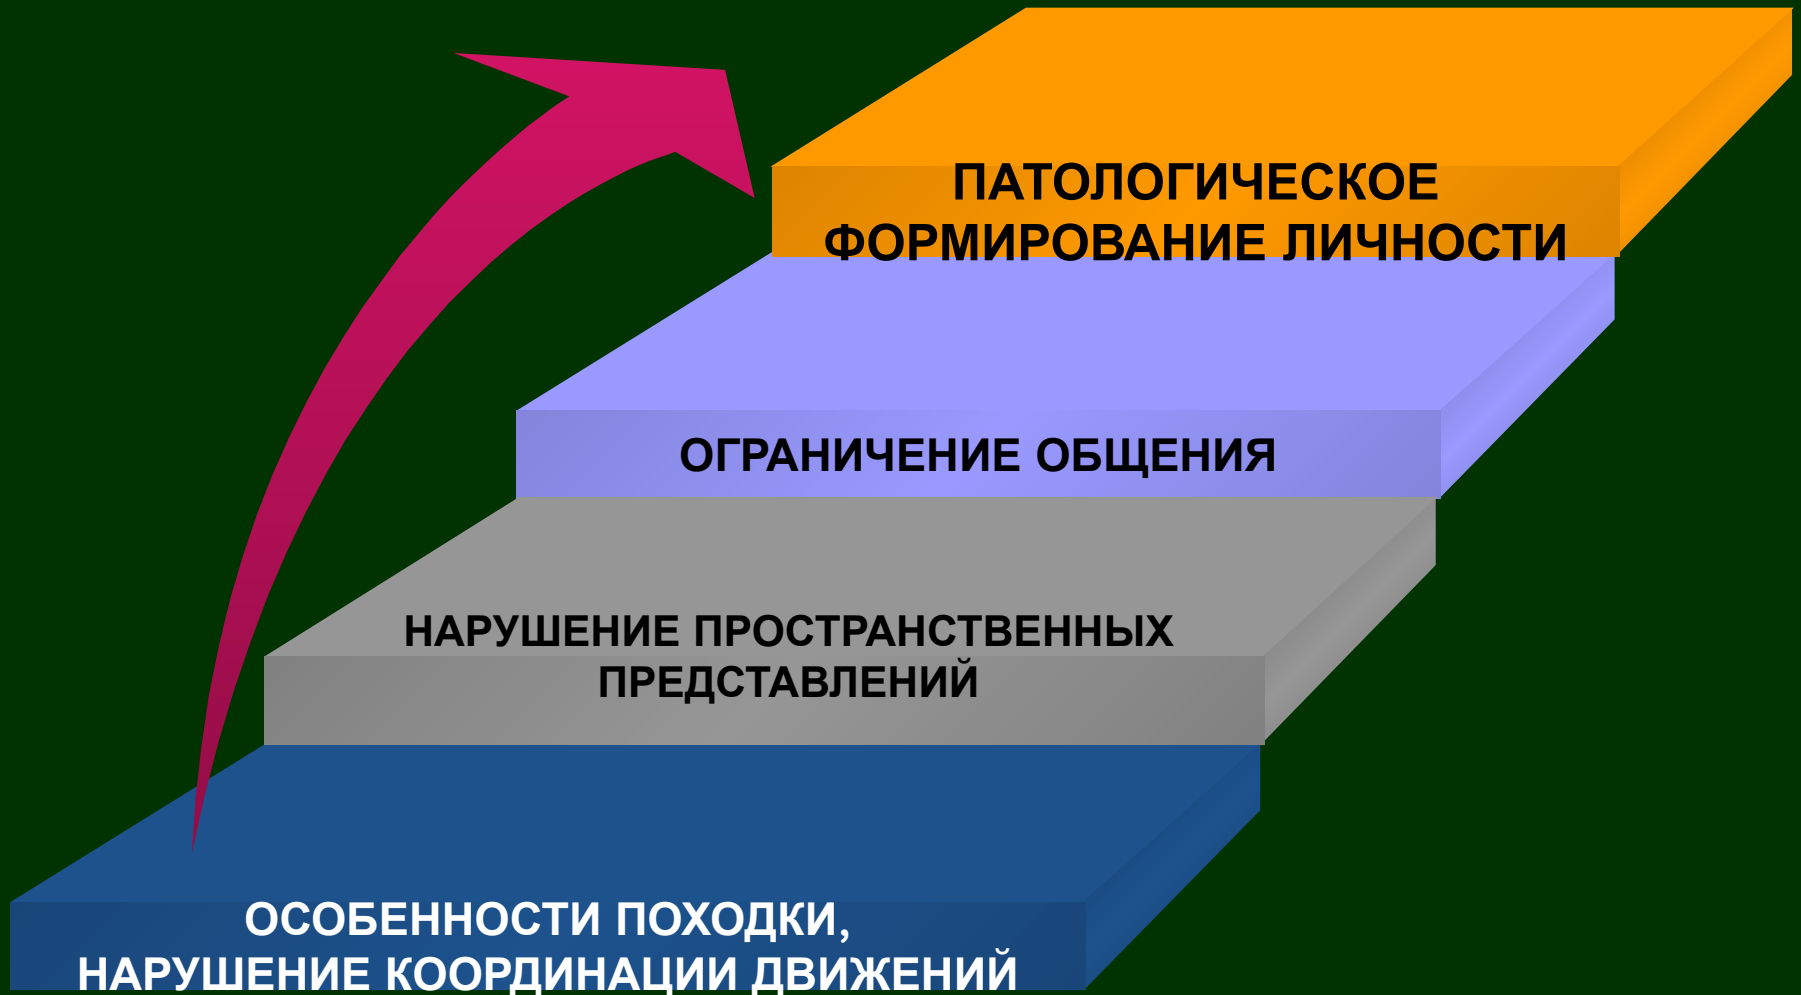 ПАТОЛОГИЧЕСКОЕ
ФОРМИРОВАНИЕ ЛИЧНОСТИ
ОГРАНИЧЕНИЕ ОБЩЕНИЯ
НАРУШЕНИЕ ПРОСТРАНСТВЕННЫХ
ПРЕДСТАВЛЕНИЙ
ОСОБЕННОСТИ ПОХОДКИ,
НАРУШЕНИЕ КООРДИНАЦИИ ДВИЖЕНИЙ